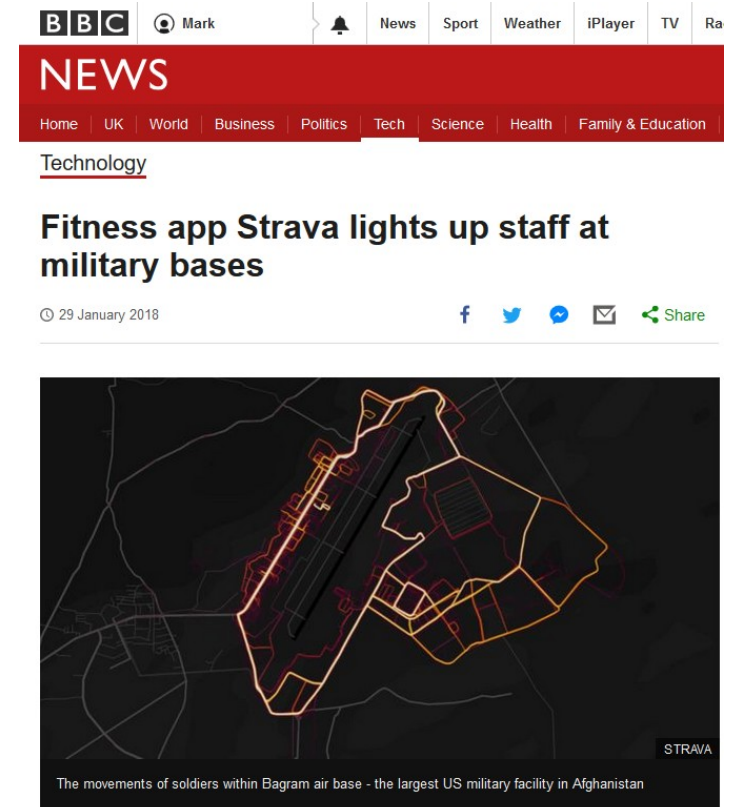 BBC Mark News Sport Weather iPlayer TV
NEWS
Home UK World Business Politics Tech Science Health Family & Education
Technology
Fitness app Strava lights up staff at
military bases
29 January 2018 Share
STRAVA
The movements of soldiers within Bagram air base - the largest US military facility in Afghanistan